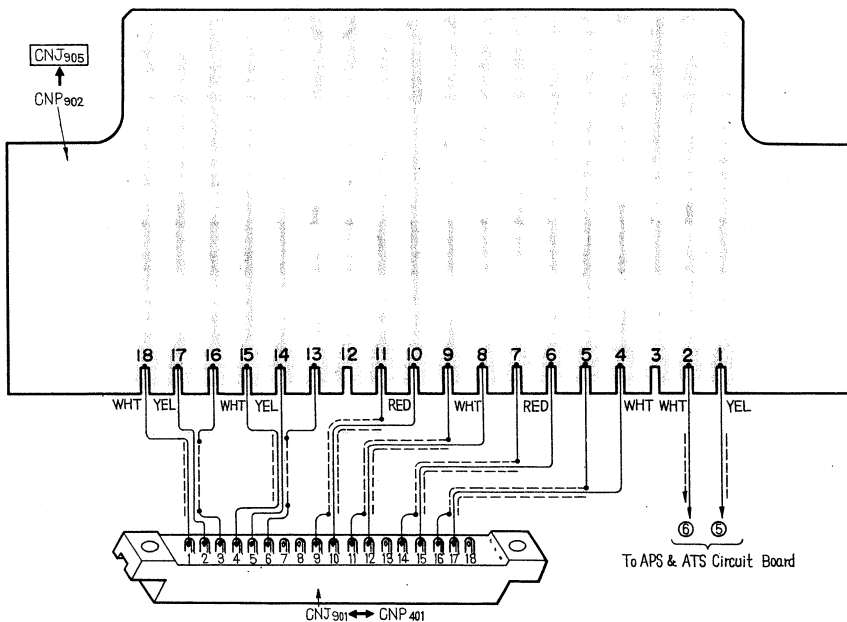 CNJ905
CNP902
18 17 16 15 14 13 12 11 10 9 8 7 6 5 4 3 2 1
WHT YEL WHT YEL RED WHT RED WHT WHT YEL
6 5
To APS & ATS Circuit Board
1 2 3 4 5 6 7 8 9 10 11 12 13 14 15 16 17 18
CNJ901 CNP401